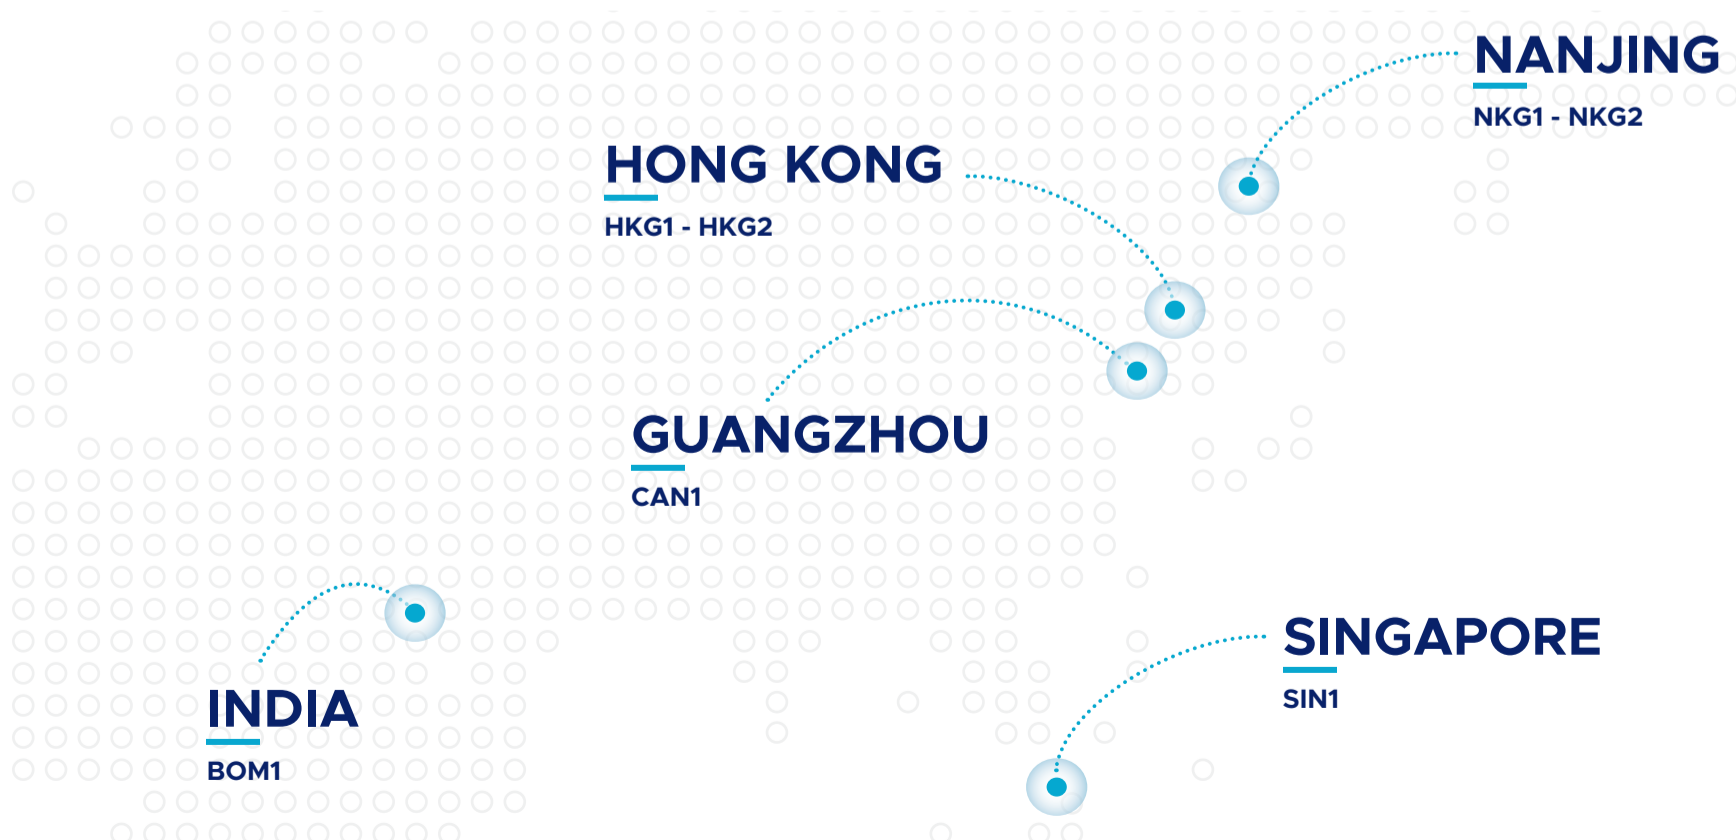 NANJING
NKG1 - NKG2
HONG KONG
HKG1 - HKG2
GUANGZHOU
CAN1
SINGAPORE
SIN1
INDIA
BOM1